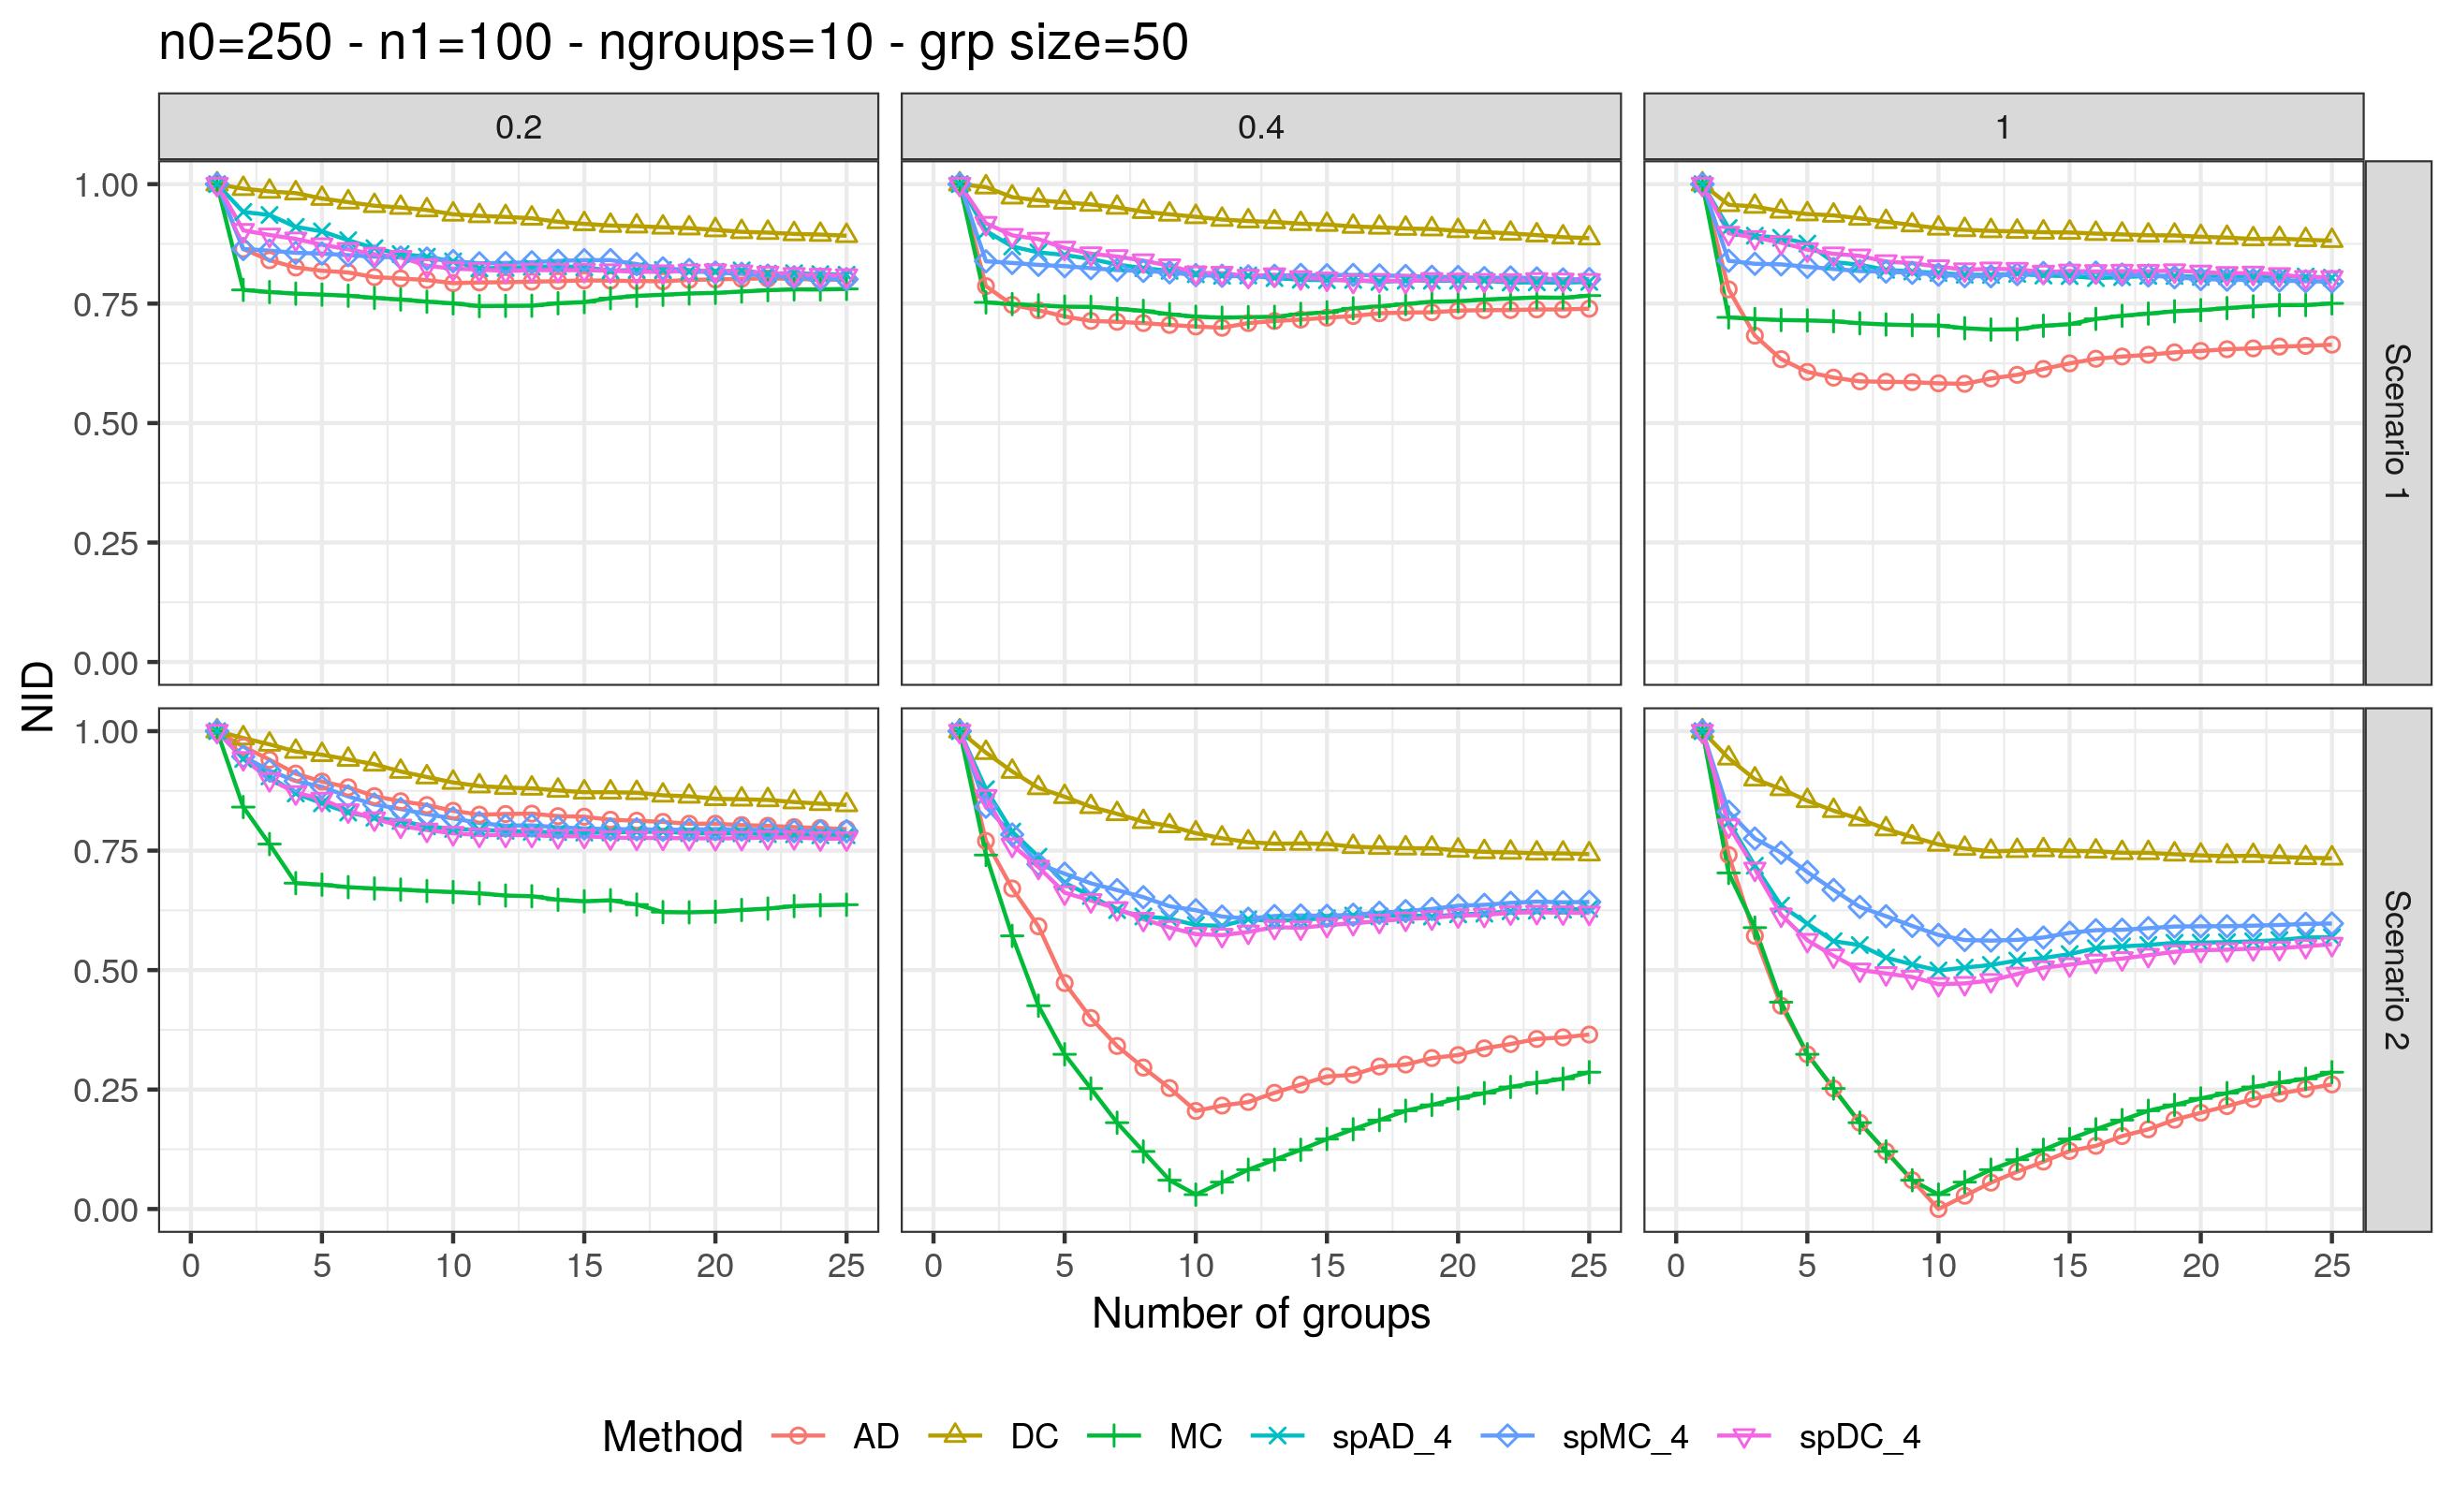 n0=250 - n1=100 - ngroups=10 - grp size=50
0.2
0.4
1
1.00
0.75
0.50
0.25
0.00
Scenario 1
NID
1.00
0.75
0.50
0.25
0.00
Scenario 2
0 5 10 15 20 25
0 5 10 15 20 25
0 5 10 15 20 25
Number of groups
Method AD DC MC spAD_4 spMC_4 spDC_4